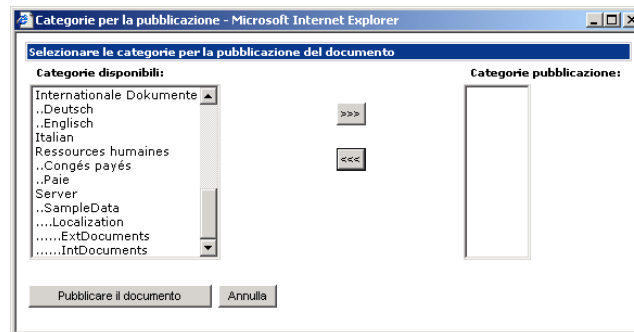 Categorie per la pubblicazione - Microsoft Internet Explorer
Selezionare le categorie per la pubblicazione del documento
Categorie disponibili:
Categorie pubblicazione:
Internationale Dokumente
..Deutsch
..Englisch
Italian
Ressources humaines
..Congés payés
..Paie
Server
..SampleData
....Localization
......ExtDocuments
......IntDocuments
>>>
<<<
Pubblicare il documento
Annulla